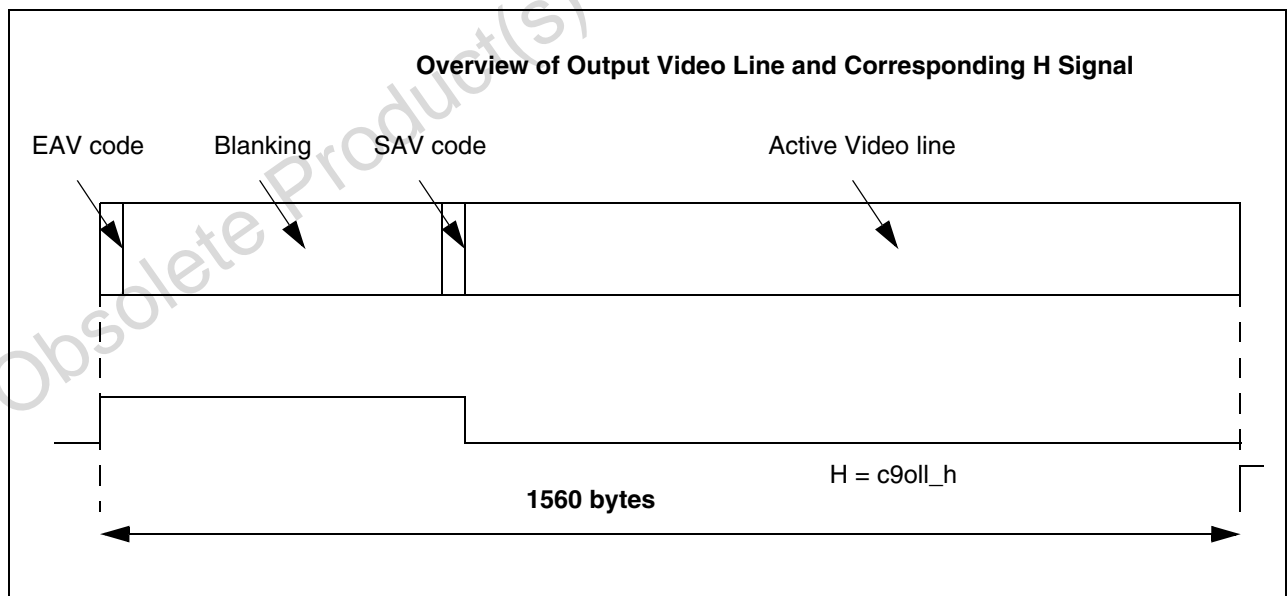 Overview of Output Video Line and Corresponding H Signal
EAV code
Blanking
SAV code
Active Video line
H = c9oll_h
1560 bytes
Obsolete Product(s)